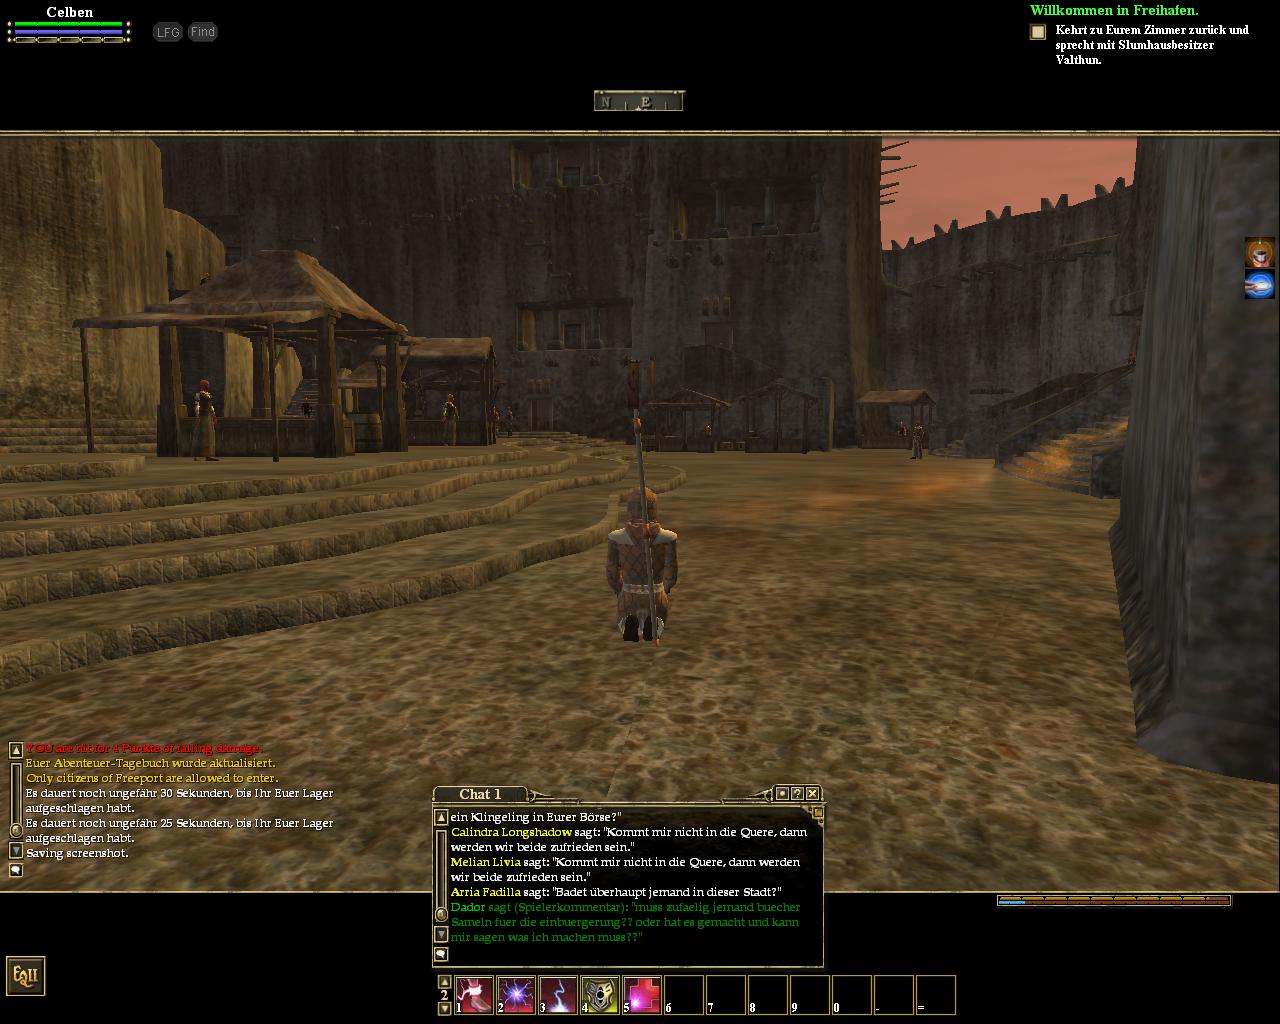 Celben
LFG Find
Willkommen in Freihafen.
Kehrt zu Eurem Zimmer zurück und
sprecht mit Slumhausbesitzer
Valthun.
N E
YOU are hit for 4 Punkte of falling damage.
Euer Abenteuer-Tagebuch wurde aktualisiert.
Only citizens of Freeport are allowed to enter.
Es dauert noch ungefähr 30 Sekunden, bis Ihr Euer Lager
aufgeschlagen habt.
Es dauert noch ungefähr 25 Sekunden, bis Ihr Euer Lager
aufgeschlagen habt.
Saving screenshot.
Chat 1
ein Klingeling in Eurer Börse?"
Calindra Longshadow sagt: "Kommt mir nicht in die Quere, dann
werden wir beide zufrieden sein."
Melian Livia sagt: "Kommt mir nicht in die Quere, dann werden
wir beide zufrieden sein."
Arria Fadilla sagt: "Badet überhaupt jemand in dieser Stadt?"
Dador sagt (Spielerkommentar): "muss zufaelig jemand buecher
Sameln fuer die einbuergerung?? oder hat es gemacht und kann
mir sagen was ich machen muss??"
EQII
2
1 2 3 4 5 6 7 8 9 0 - =